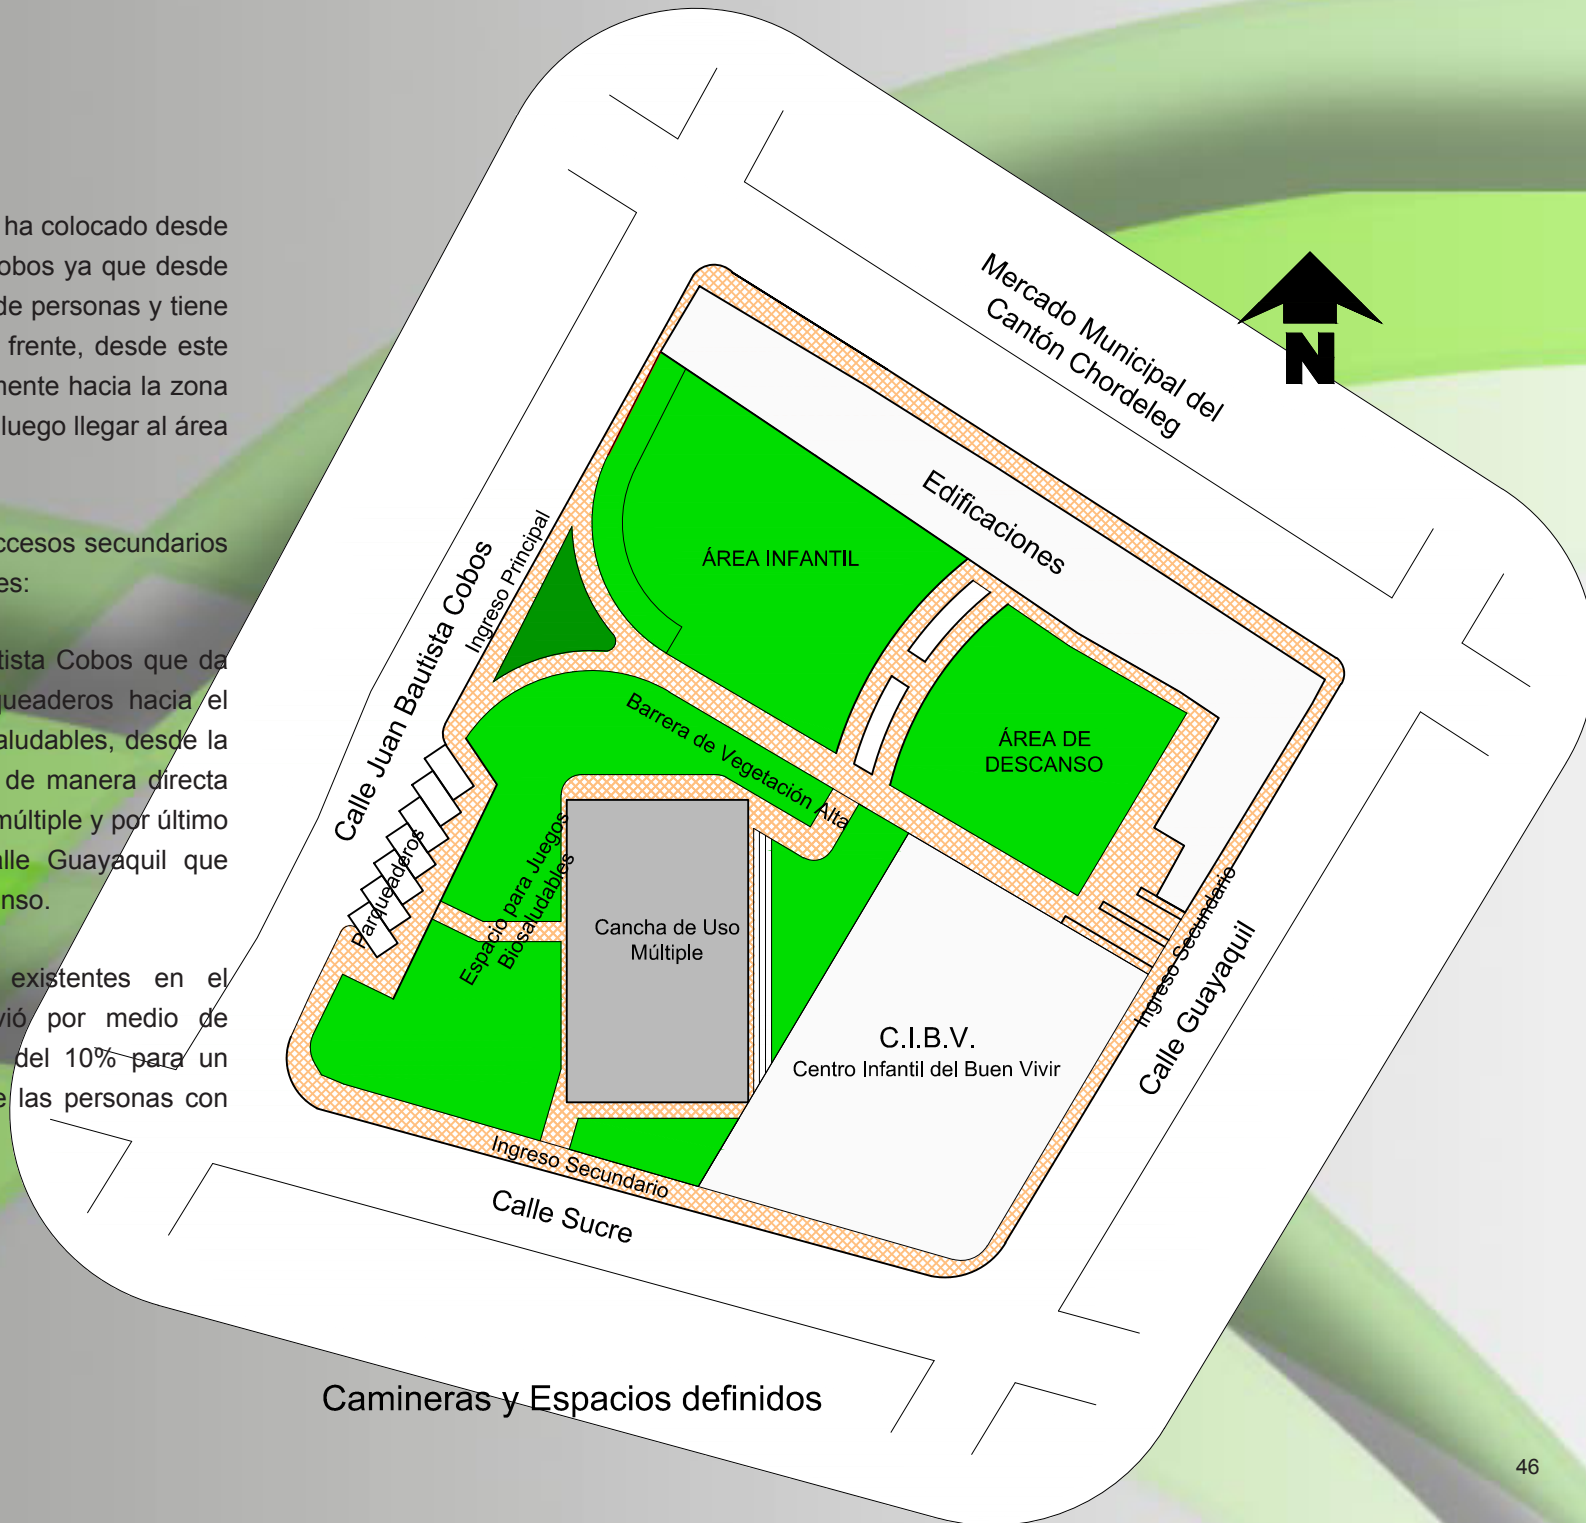 ha colocado desde
obos ya que desde
de personas y tiene
frente, desde este
mente hacia la zona
luego llegar al área
ccesos secundarios
es:
tista Cobos que da
queaderos hacia el
aludables, desde la
de manera directa
múltiple y por último
alle Guayaquil que
nso.
existentes en el
vió por medio de
del 10% para un
e las personas con
Mercado Municipal del
Cantón Chordeleg
N
Edificaciones
ÁREA INFANTIL
Calle Juan Bautista Cobos
Ingreso Principal
Barrera de Vegetación Alta
ÁREA DE
DESCANSO
Parqueaderos
Espacio para Juegos
Biosaludables
Cancha de Uso
Múltiple
Ingreso Secundario
Calle Guayaquil
C.I.B.V.
Centro Infantil del Buen Vivir
Ingreso Secundario
Calle Sucre
Camineras y Espacios definidos
46